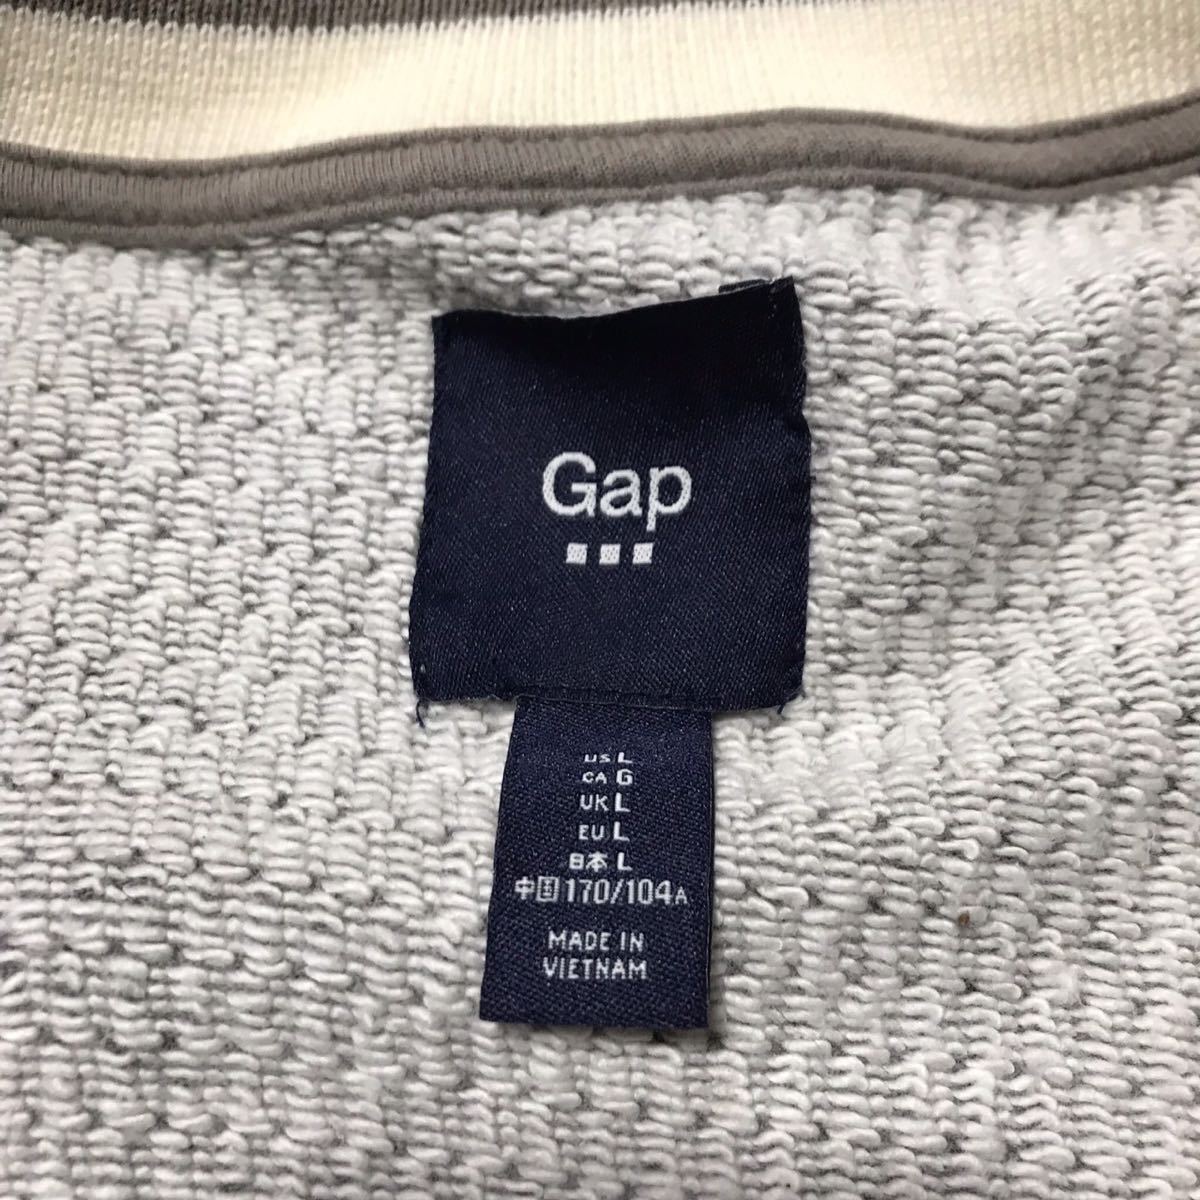 Gap
US L
CA G
UK L
EU L
日本 L
中国 170/104A
MADE IN
VIETNAM